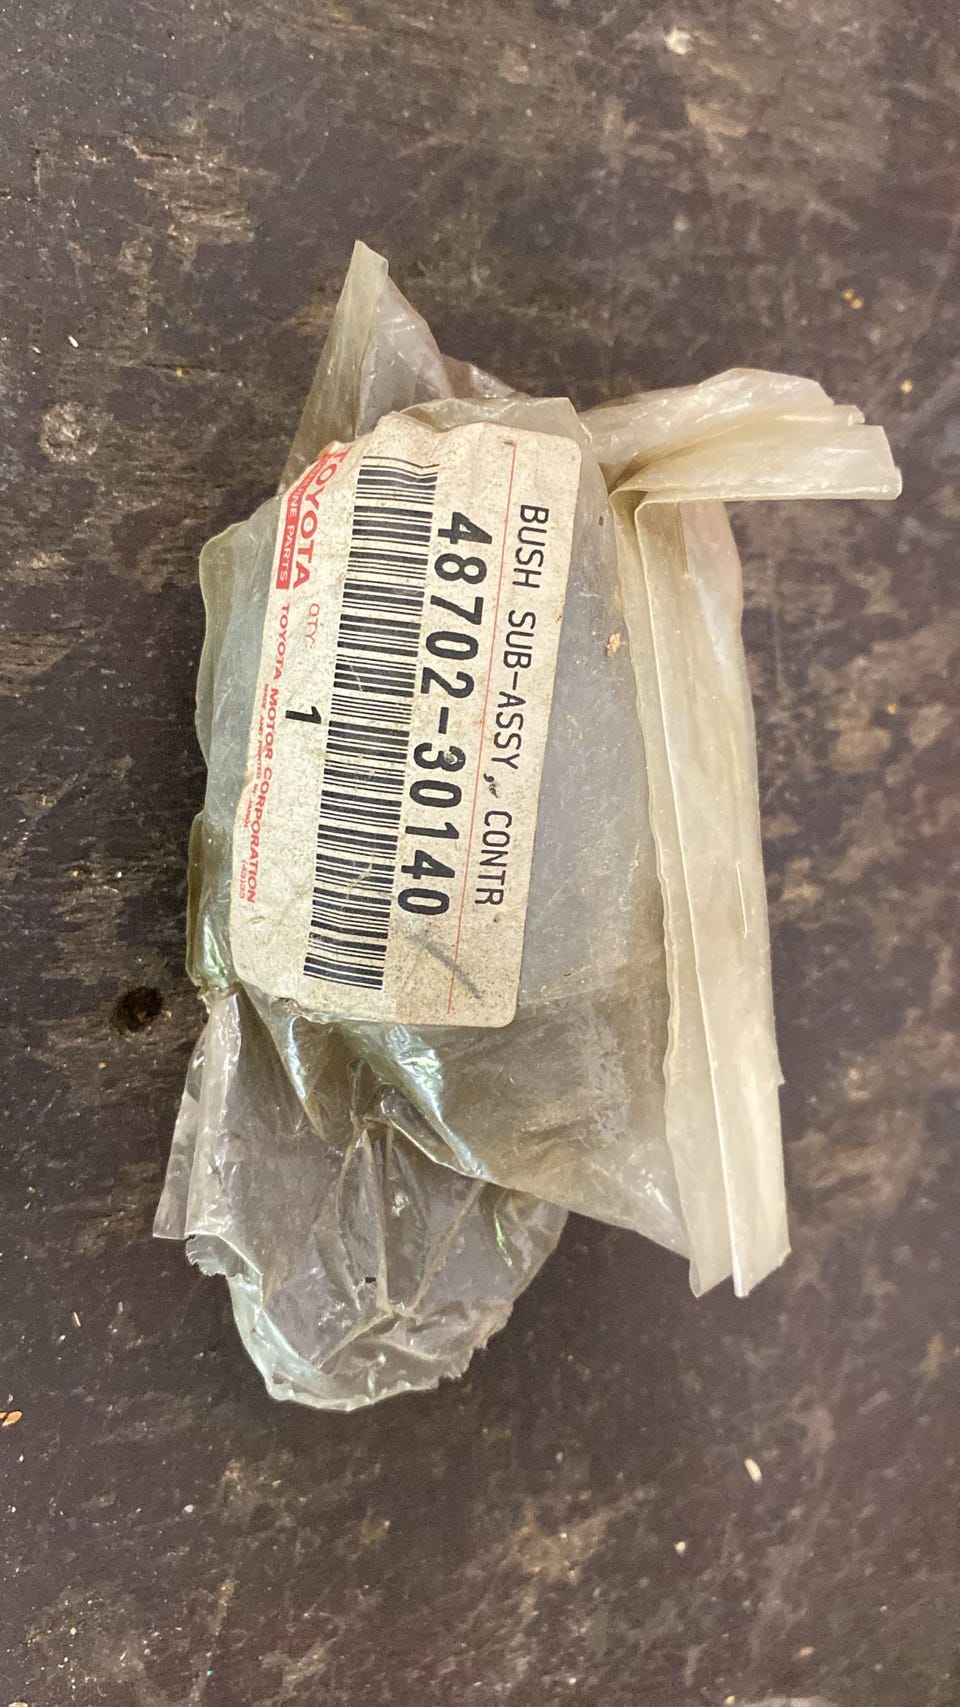 BUSH SUB-ASSY, CONTR
48702-30140
QTY
1
TOYOTA
GENUINE PARTS
TOYOTA MOTOR CORPORATION